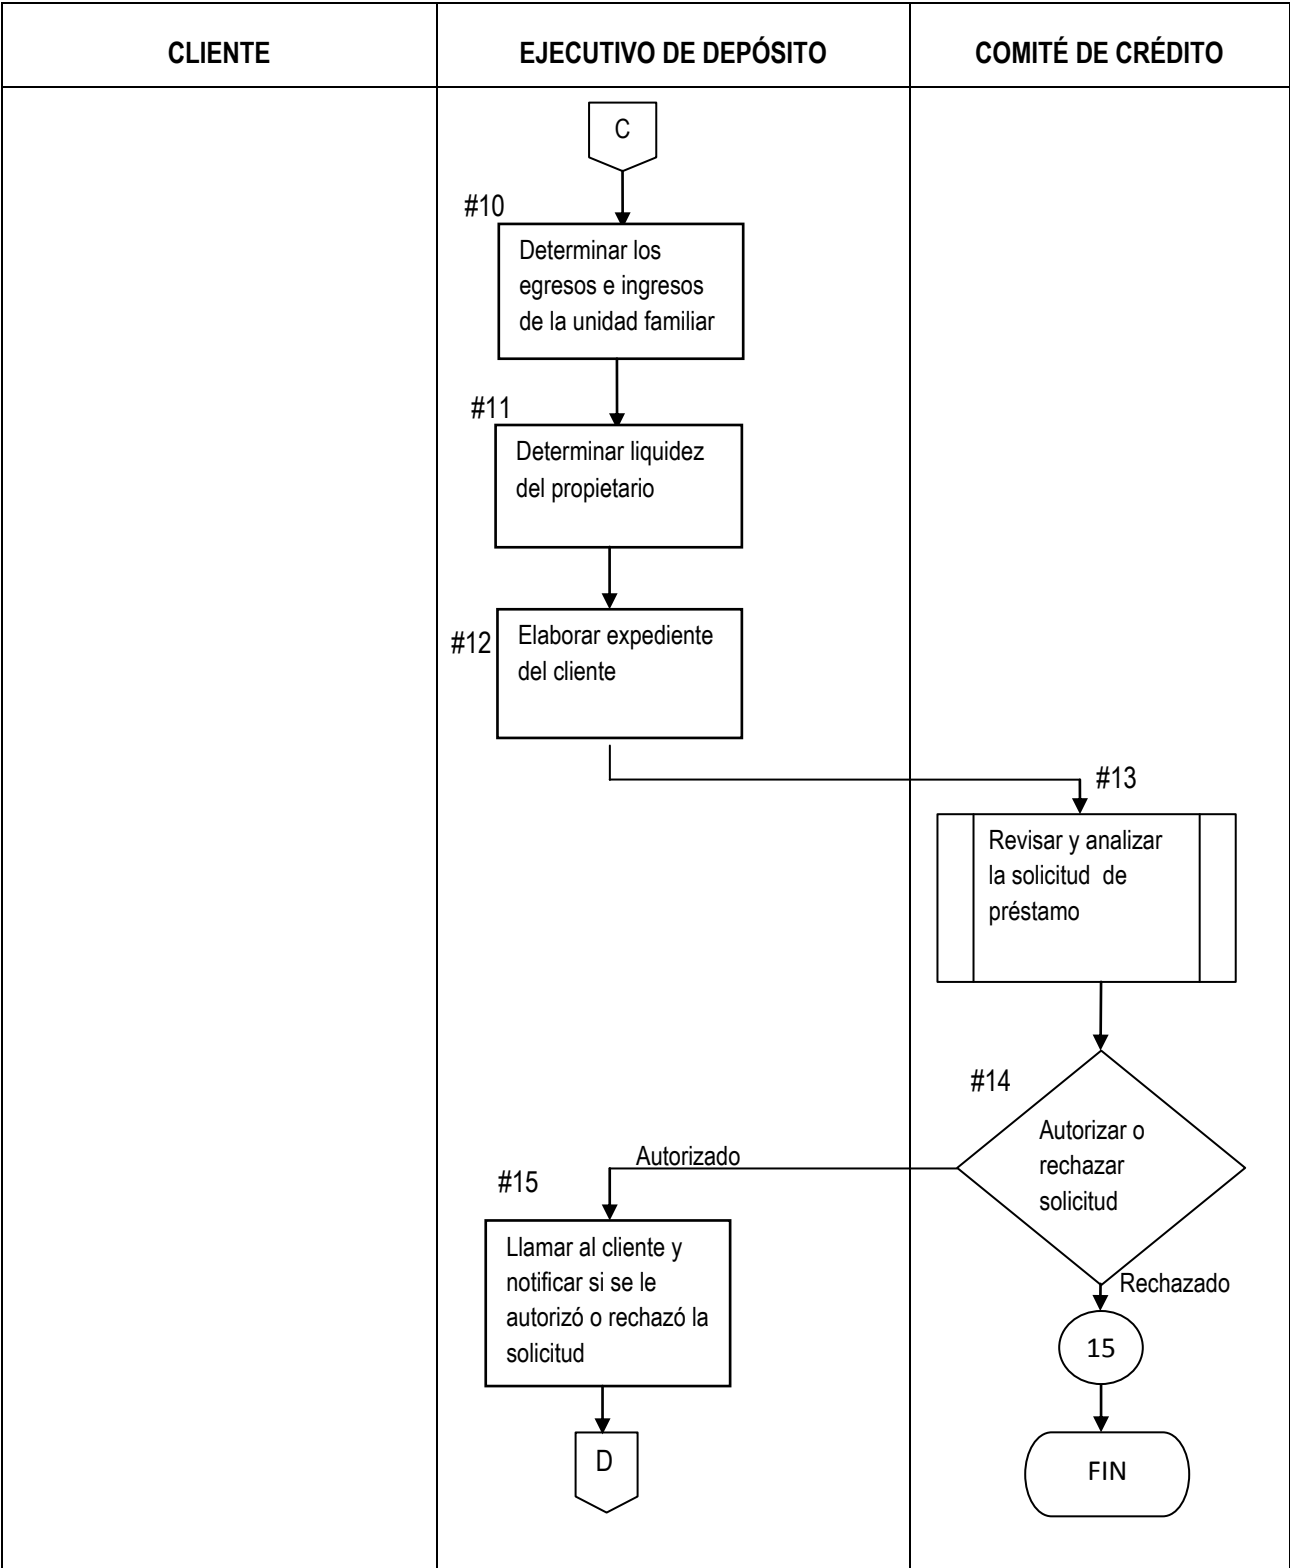 CLIENTE
EJECUTIVO DE DEPÓSITO
COMITÉ DE CRÉDITO
C
#10
Determinar los
egresos e ingresos
de la unidad familiar
#11
Determinar liquidez
del propietario
#12
Elaborar expediente
del cliente
#13
Revisar y analizar
la solicitud de
préstamo
#14
Autorizar o
rechazar
solicitud
Autorizado
#15
Llamar al cliente y
notificar si se le
autorizó o rechazó la
solicitud
Rechazado
15
D
FIN